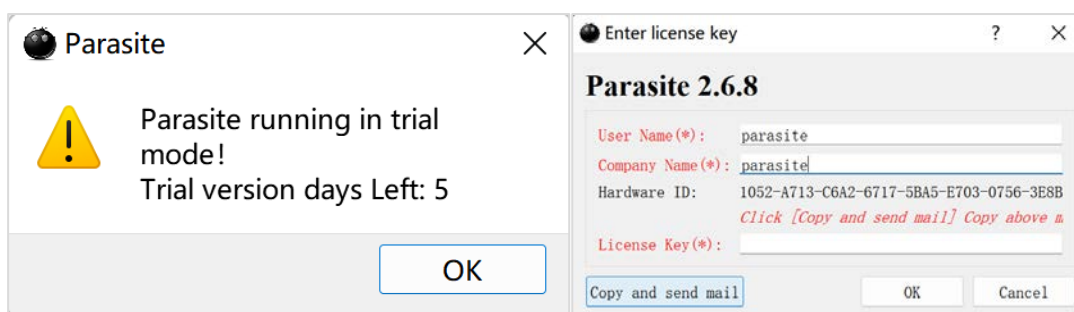 Parasite
Parasite running in trial
mode!
Trial version days Left: 5
OK
Enter license key
?
Parasite 2.6.8
User Name(*): parasite
Company Name(*): parasite
Hardware ID: 1052-A713-C6A2-6717-5BA5-E703-0756-3E8B
Click [Copy and send mail] Copy above
License Key(*):
Copy and send mail OK Cancel